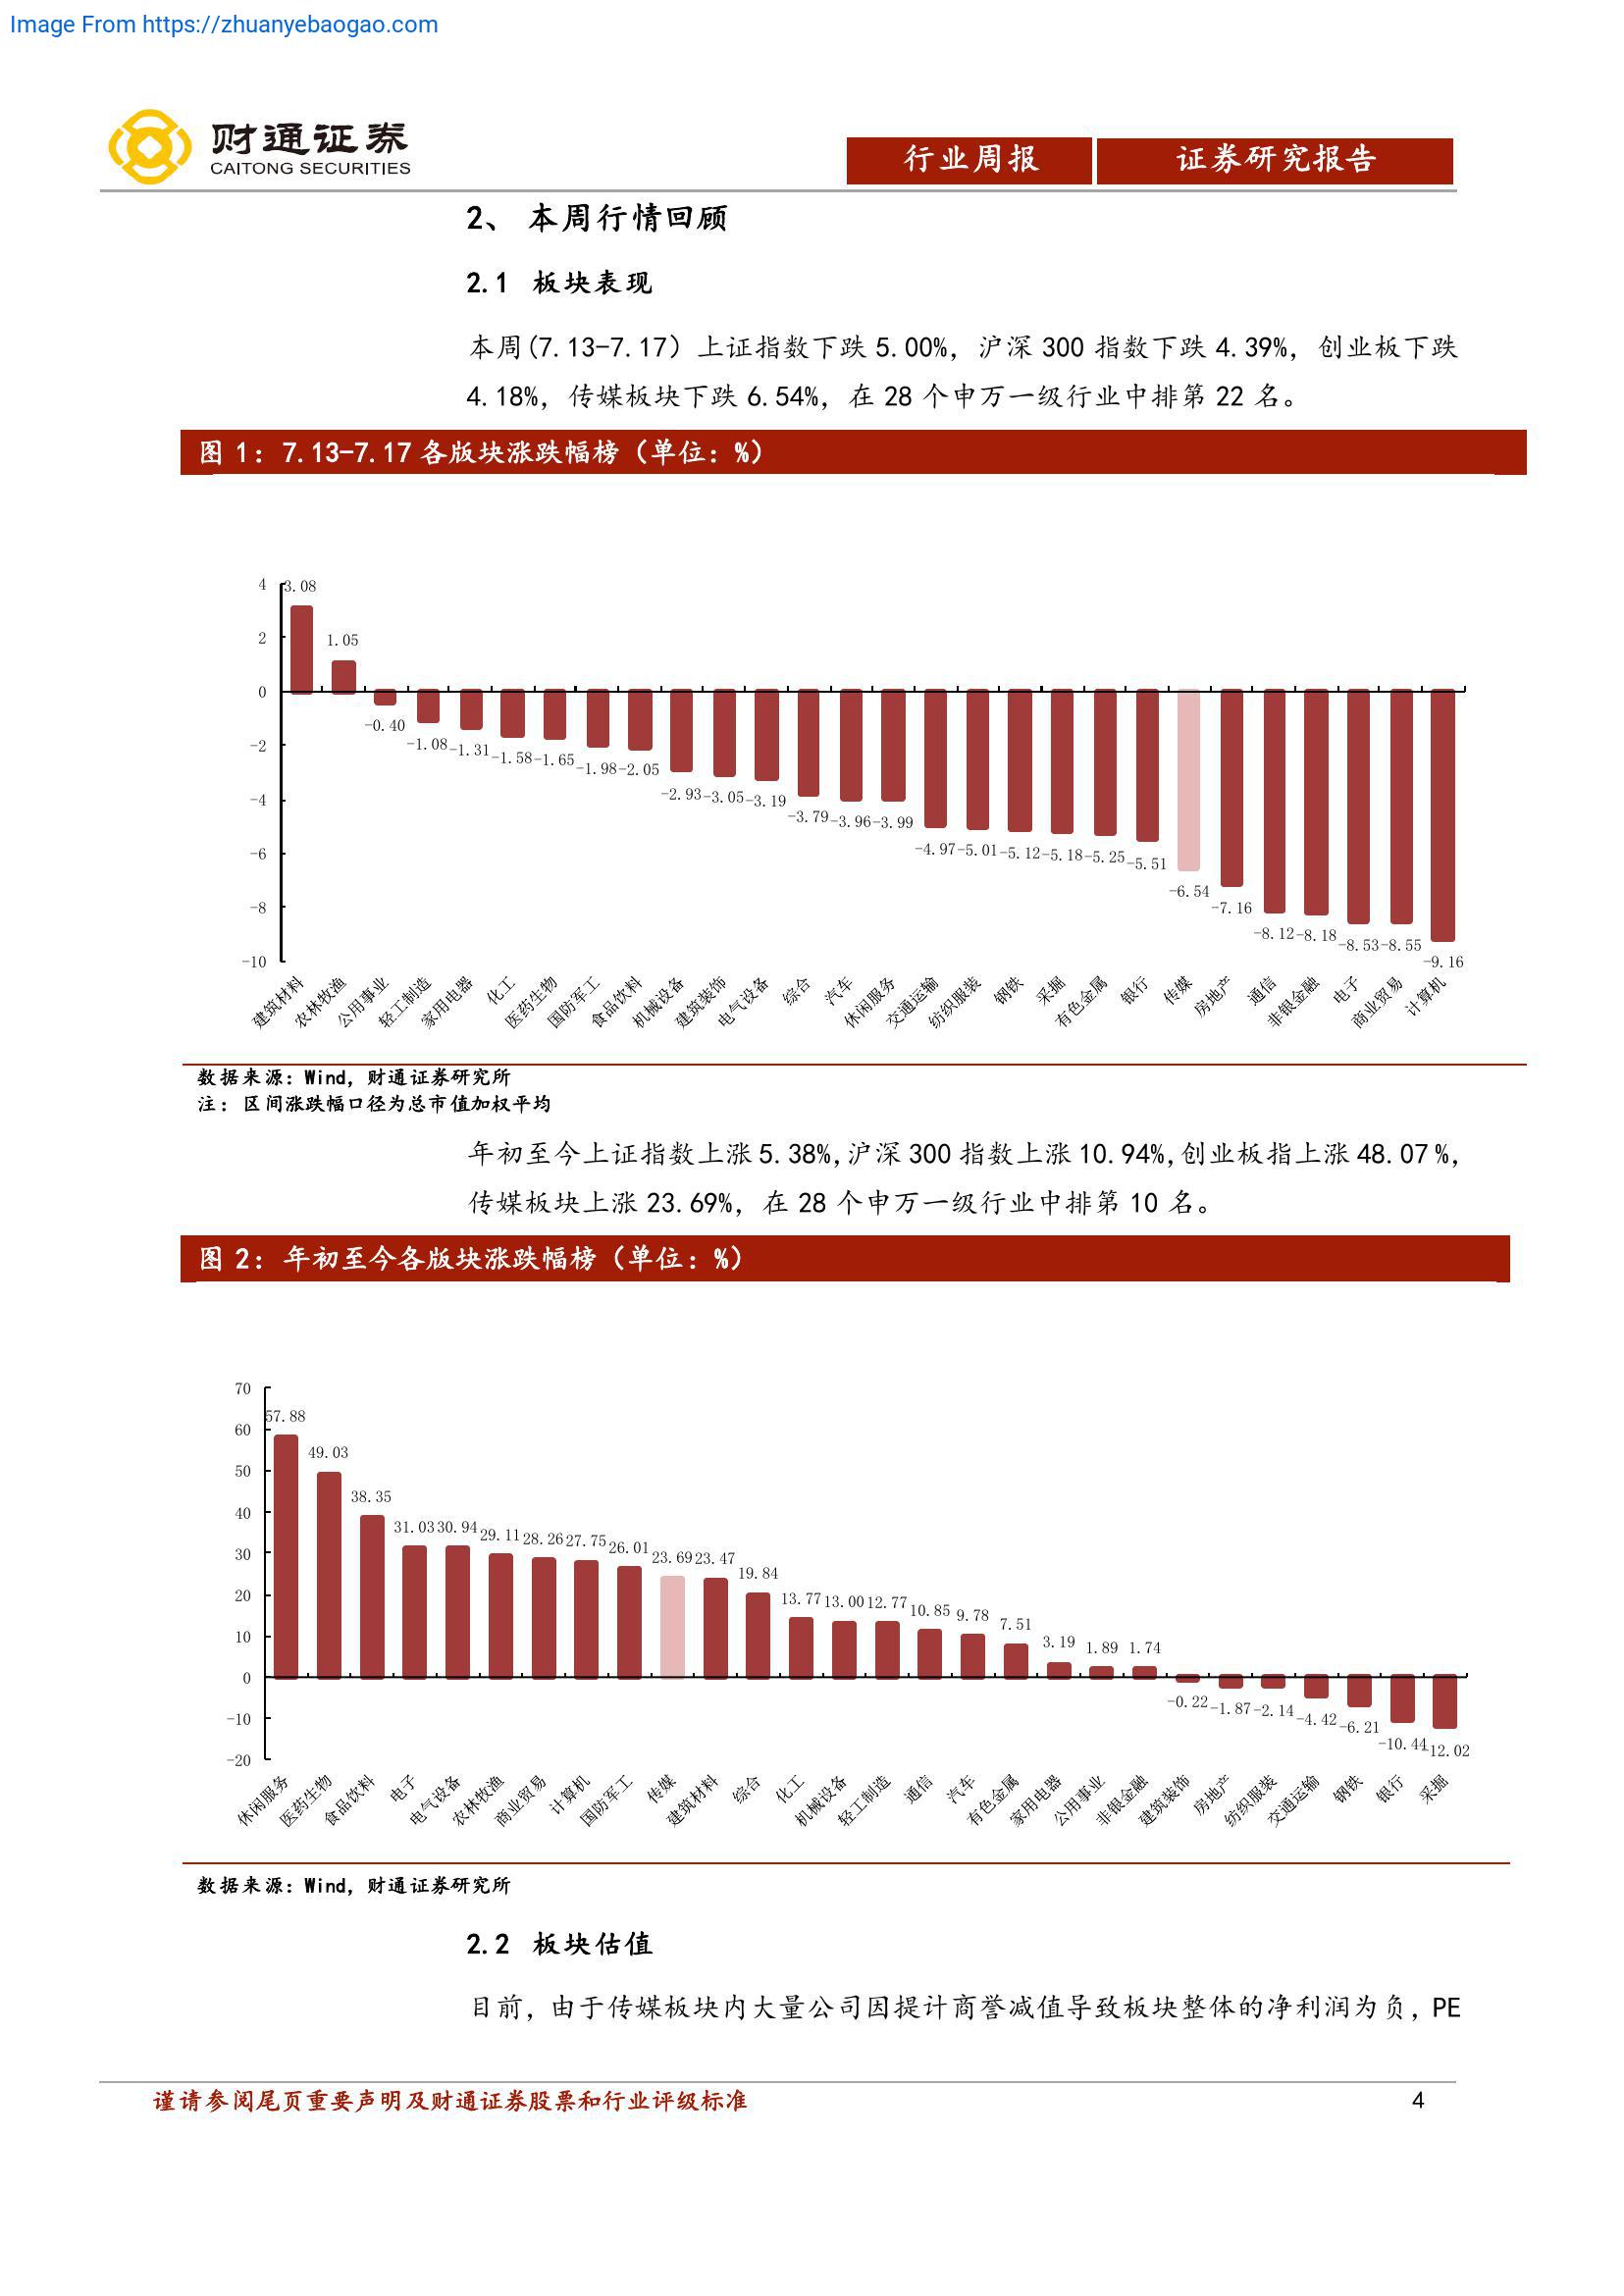 Image From https://zhuanyebaogao.com
财通证券
CAITONG SECURITIES
行业周报
证券研究报告
2、 本周行情回顾
2.1 板块表现
本周(7.13-7.17) 上证指数下跌 5.00%, 沪深 300 指数下跌 4.39%, 创业板下跌
4.18%, 传媒板块下跌 6.54%, 在 28 个申万一级行业中排第 22 名。
图 1: 7.13-7.17 各版块涨跌幅榜 (单位: %)
4
2
0
-2
-4
-6
-8
-10
3.08
1.05
-0.40
-1.08
-1.31
-1.58
-1.65
-1.98
-2.05
-2.93
-3.05
-3.19
-3.79
-3.96
-3.99
-4.97
-5.01
-5.12
-5.18
-5.25
-5.51
-6.54
-7.16
-8.12
-8.18
-8.53
-8.55
-9.16
建筑材料
农林牧渔
公用事业
轻工制造
家用电器
化工
医药生物
国防军工
食品饮料
机械设备
建筑装饰
电气设备
综合
汽车
休闲服务
交通运输
纺织服装
钢铁
采掘
有色金属
银行
传媒
房地产
通信
非银金融
电子
商业贸易
计算机
数据来源: Wind, 财通证券研究所
注: 区间涨跌幅口径为总市值加权平均
年初至今上证指数上涨 5.38%, 沪深 300 指数上涨 10.94%, 创业板指上涨 48.07%,
传媒板块上涨 23.69%, 在 28 个申万一级行业中排第 10 名。
图 2: 年初至今各版块涨跌幅榜 (单位: %)
70
60
50
40
30
20
10
0
-10
-20
57.88
49.03
38.35
31.03
30.94
29.11
28.26
27.75
26.01
23.69
23.47
19.84
13.77
13.00
12.77
10.85
9.78
7.51
3.19
1.89
1.74
-0.22
-1.87
-2.14
-4.42
-6.21
-10.44
-12.02
休闲服务
医药生物
食品饮料
电子
电气设备
农林牧渔
商业贸易
计算机
国防军工
传媒
建筑材料
综合
化工
机械设备
轻工制造
通信
汽车
有色金属
家用电器
公用事业
非银金融
建筑装饰
房地产
纺织服装
交通运输
钢铁
银行
采掘
数据来源: Wind, 财通证券研究所
2.2 板块估值
目前, 由于传媒板块内大量公司因提计商誉减值导致板块整体的净利润为负, PE
谨请参阅尾页重要声明及财通证券股票和行业评级标准
4